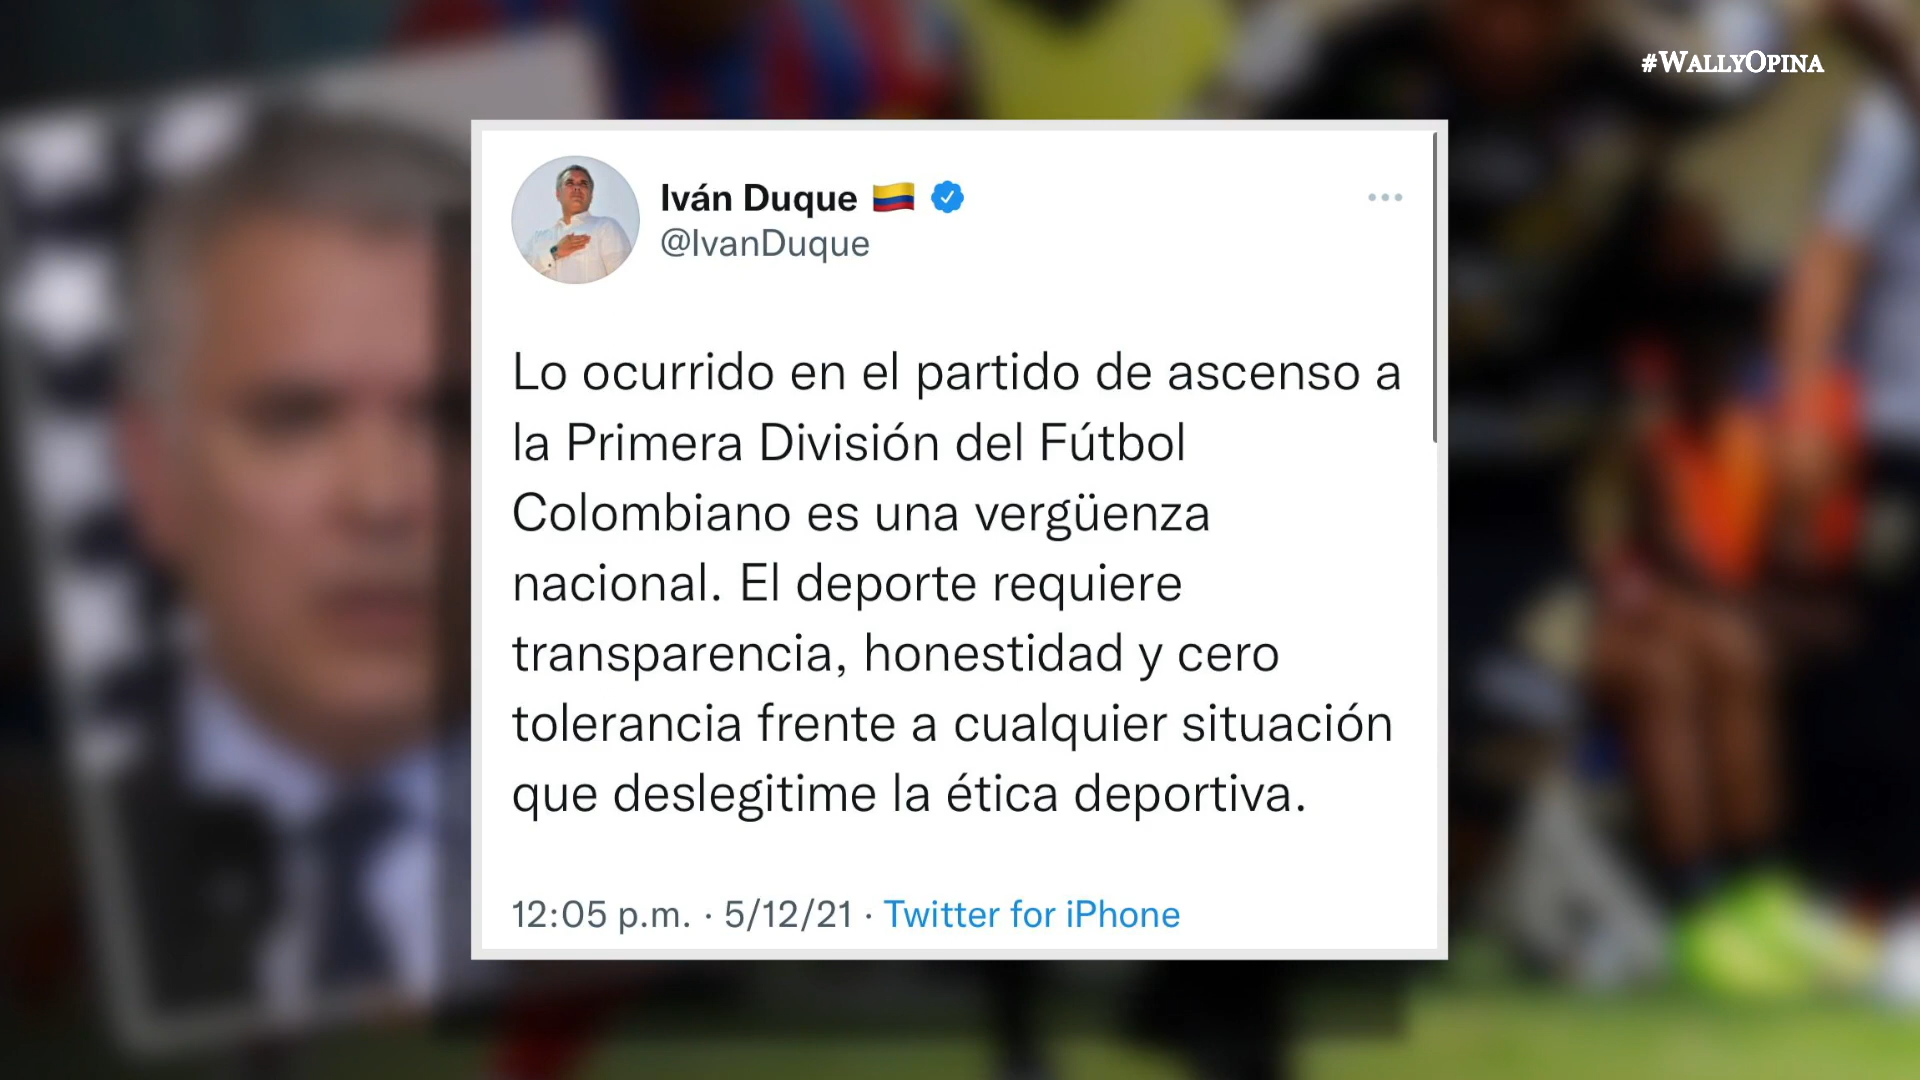 #WALLYOPINA
Iván Duque 🇨🇴
@IvanDuque
Lo ocurrido en el partido de ascenso a
la Primera División del Fútbol
Colombiano es una vergüenza
nacional. El deporte requiere
transparencia, honestidad y cero
tolerancia frente a cualquier situación
que deslegitime la ética deportiva.
12:05 p.m. · 5/12/21 · Twitter for iPhone